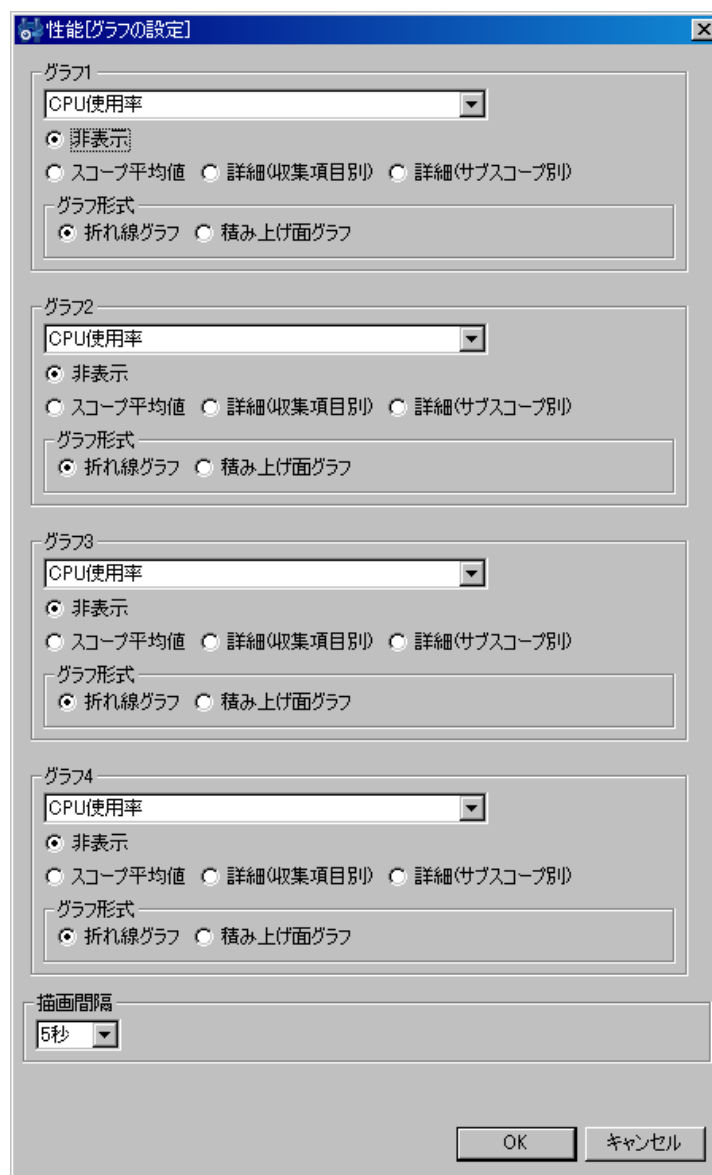 性能[グラフの設定]
グラフ1
CPU使用率
非表示
スコープ平均値 詳細(収集項目別) 詳細(サブスコープ別)
グラフ形式
折れ線グラフ 積み上げ面グラフ
グラフ2
CPU使用率
非表示
スコープ平均値 詳細(収集項目別) 詳細(サブスコープ別)
グラフ形式
折れ線グラフ 積み上げ面グラフ
グラフ3
CPU使用率
非表示
スコープ平均値 詳細(収集項目別) 詳細(サブスコープ別)
グラフ形式
折れ線グラフ 積み上げ面グラフ
グラフ4
CPU使用率
非表示
スコープ平均値 詳細(収集項目別) 詳細(サブスコープ別)
グラフ形式
折れ線グラフ 積み上げ面グラフ
描画間隔
5秒
OK キャンセル